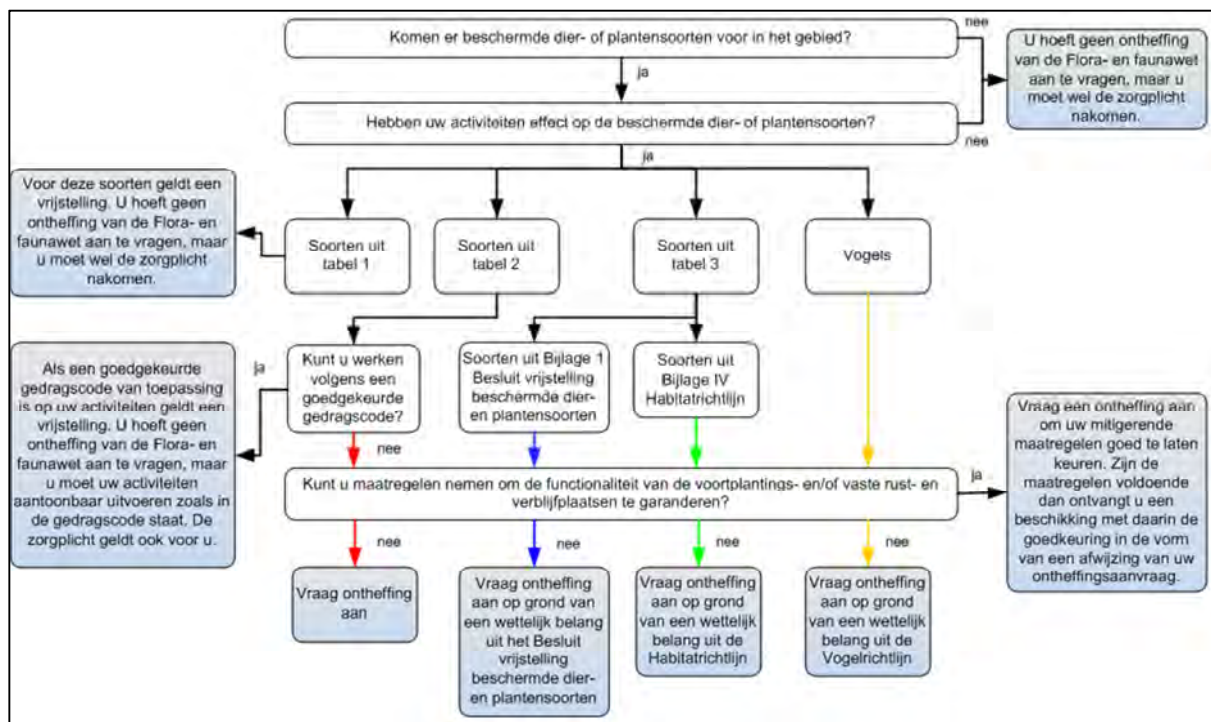 Komen er beschermde dier- of plantensoorten voor in het gebied?
nee
U hoeft geen ontheffing
van de Flora- en faunawet
aan te vragen, maar u
moet wel de zorgplicht
nakomen.
ja
Hebben uw activiteiten effect op de beschermde dier- of plantensoorten?
nee
ja
Voor deze soorten geldt een
vrijstelling. U hoeft geen
ontheffing van de Flora- en
faunawet aan te vragen, maar
u moet wel de zorgplicht
nakomen.
Soorten uit
tabel 1
Soorten uit
tabel 2
Soorten uit
tabel 3
Vogels
Als een goedgekeurde
gedragscode van toepassing
is op uw activiteiten geldt een
vrijstelling. U hoeft geen
ontheffing van de Flora- en
faunawet aan te vragen, maar
u moet uw activiteiten
aantoonbaar uitvoeren zoals in
de gedragscode staat. De
zorgplicht geldt ook voor u.
ja
Kunt u werken
volgens een
goedgekeurde
gedragscode?
Soorten uit Bijlage 1
Besluit vrijstelling
beschermde dier-
en plantensoorten
Soorten uit
Bijlage IV
Habitatrichtlijn
nee
Kunt u maatregelen nemen om de functionaliteit van de voortplantings- en/of vaste rust- en
verblijfplaatsen te garanderen?
ja
Vraag een ontheffing aan
om uw mitigerende
maatregelen goed te laten
keuren. Zijn de
maatregelen voldoende
dan ontvangt u een
beschikking met daarin de
goedkeuring in de vorm
van een afwijzing van uw
ontheffingsaanvraag.
nee
nee
nee
nee
Vraag ontheffing
aan
Vraag ontheffing
aan op grond van
een wettelijk belang
uit het Besluit
vrijstelling
beschermde dier-
en plantensoorten
Vraag ontheffing
aan op grond
van een wettelijk
belang uit de
Habitatrichtlijn
Vraag ontheffing
aan op grond
van een wettelijk
belang uit de
Vogelrichtlijn